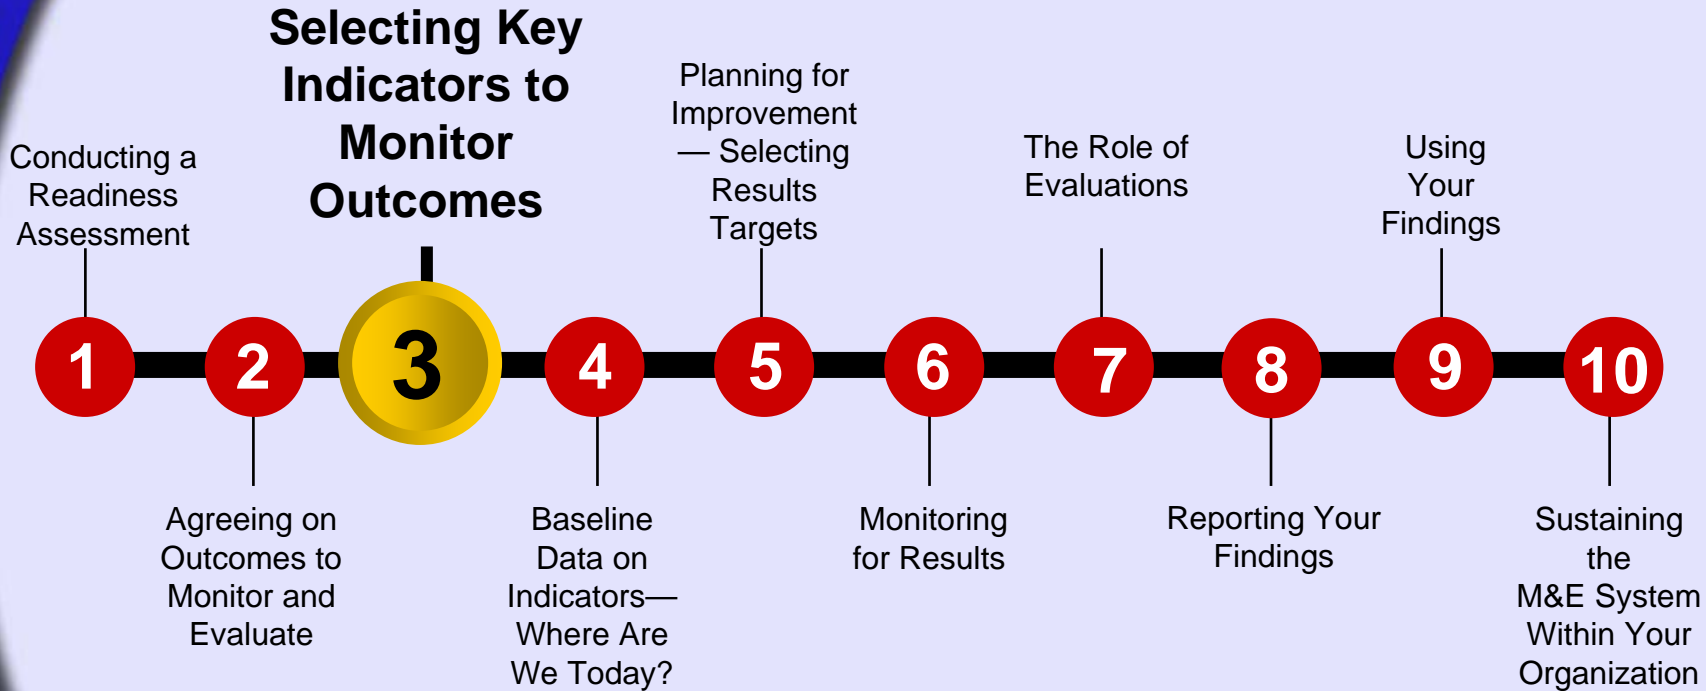 Selecting Key
Indicators to
Monitor
Outcomes
Planning for
Improvement
— Selecting
Results
Targets
Conducting a
Readiness
Assessment
The Role of
Evaluations
Using
Your
Findings
1
2
3
4
5
6
7
8
9
10
Agreeing on
Outcomes to
Monitor and
Evaluate
Baseline
Data on
Indicators—
Where Are
We Today?
Monitoring
for Results
Reporting Your
Findings
Sustaining
the
M&E System
Within Your
Organization